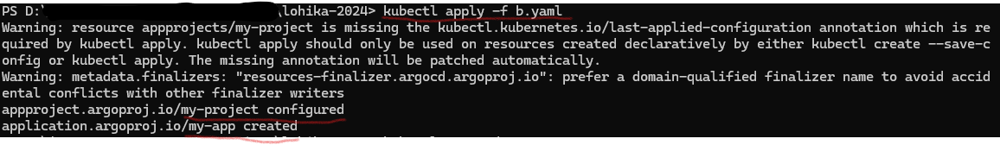 PS D:\ \lohika-2024> kubectl apply -f b.yaml
Warning: resource appprojects/my-project is missing the kubectl.kubernetes.io/last-applied-configuration annotation which is re
quired by kubectl apply. kubectl apply should only be used on resources created declaratively by either kubectl create --save-c
onfig or kubectl apply. The missing annotation will be patched automatically.
Warning: metadata.finalizers: "resources-finalizer.argocd.argoproj.io": prefer a domain-qualified finalizer name to avoid accid
ental conflicts with other finalizer writers
appproject.argoproj.io/my-project configured
application.argoproj.io/my-app created